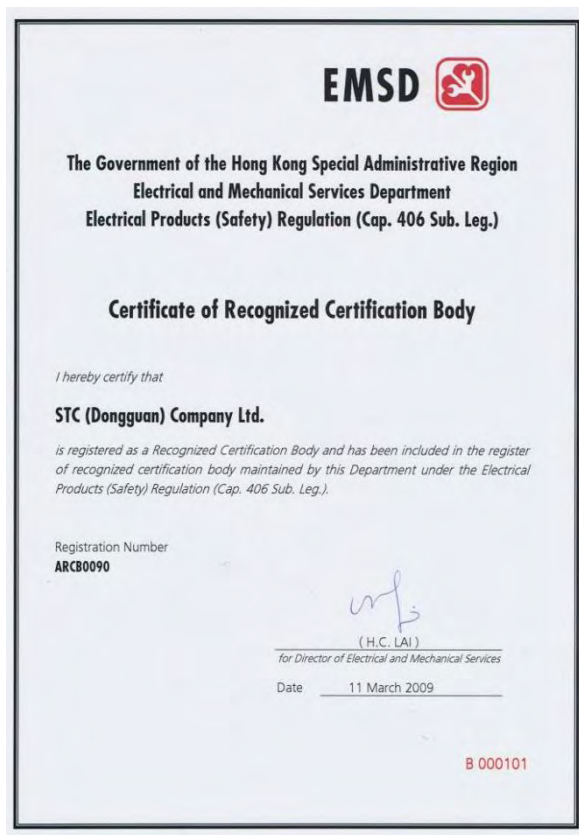 EMSD
The Government of the Hong Kong Special Administrative Region
Electrical and Mechanical Services Department
Electrical Products (Safety) Regulation (Cap. 406 Sub. Leg.)
Certificate of Recognized Certification Body
I hereby certify that
STC (Dongguan) Company Ltd.
is registered as a Recognized Certification Body and has been included in the register
of recognized certification body maintained by this Department under the Electrical
Products (Safety) Regulation (Cap. 406 Sub. Leg.).
Registration Number
ARCB0090
( H.C. LAI )
for Director of Electrical and Mechanical Services
Date 11 March 2009
B 000101